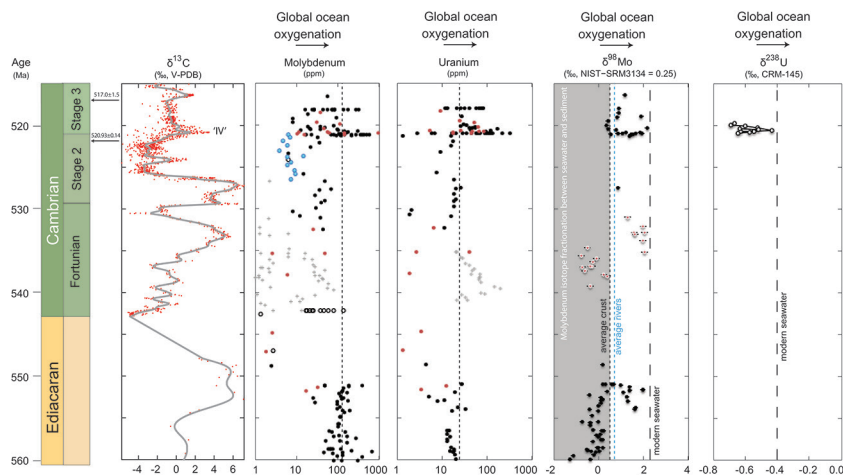 Global ocean
oxygenation
Global ocean
oxygenation
Global ocean
oxygenation
Global ocean
oxygenation
Age
(Ma)
δ13C
(‰, V-PDB)
Molybdenum
(ppm)
Uranium
(ppm)
δ98Mo
(‰, NIST−SRM3134 = 0.25)
δ238U
(‰, CRM-145)
520
530
540
550
560
Cambrian
Ediacaran
Stage 3
Stage 2
Fortunian
517.0±1.5
520.93±0.14
'IV'
Molybdenum isotope fractionation between seawater and sediment
average crust
average rivers
modern seawater
modern seawater
-4 -2 0 2 4 6
1 10 100 1000
1 10 100 1000
-2 0 2 4
-0.8 -0.6 -0.4 -0.2 0.0